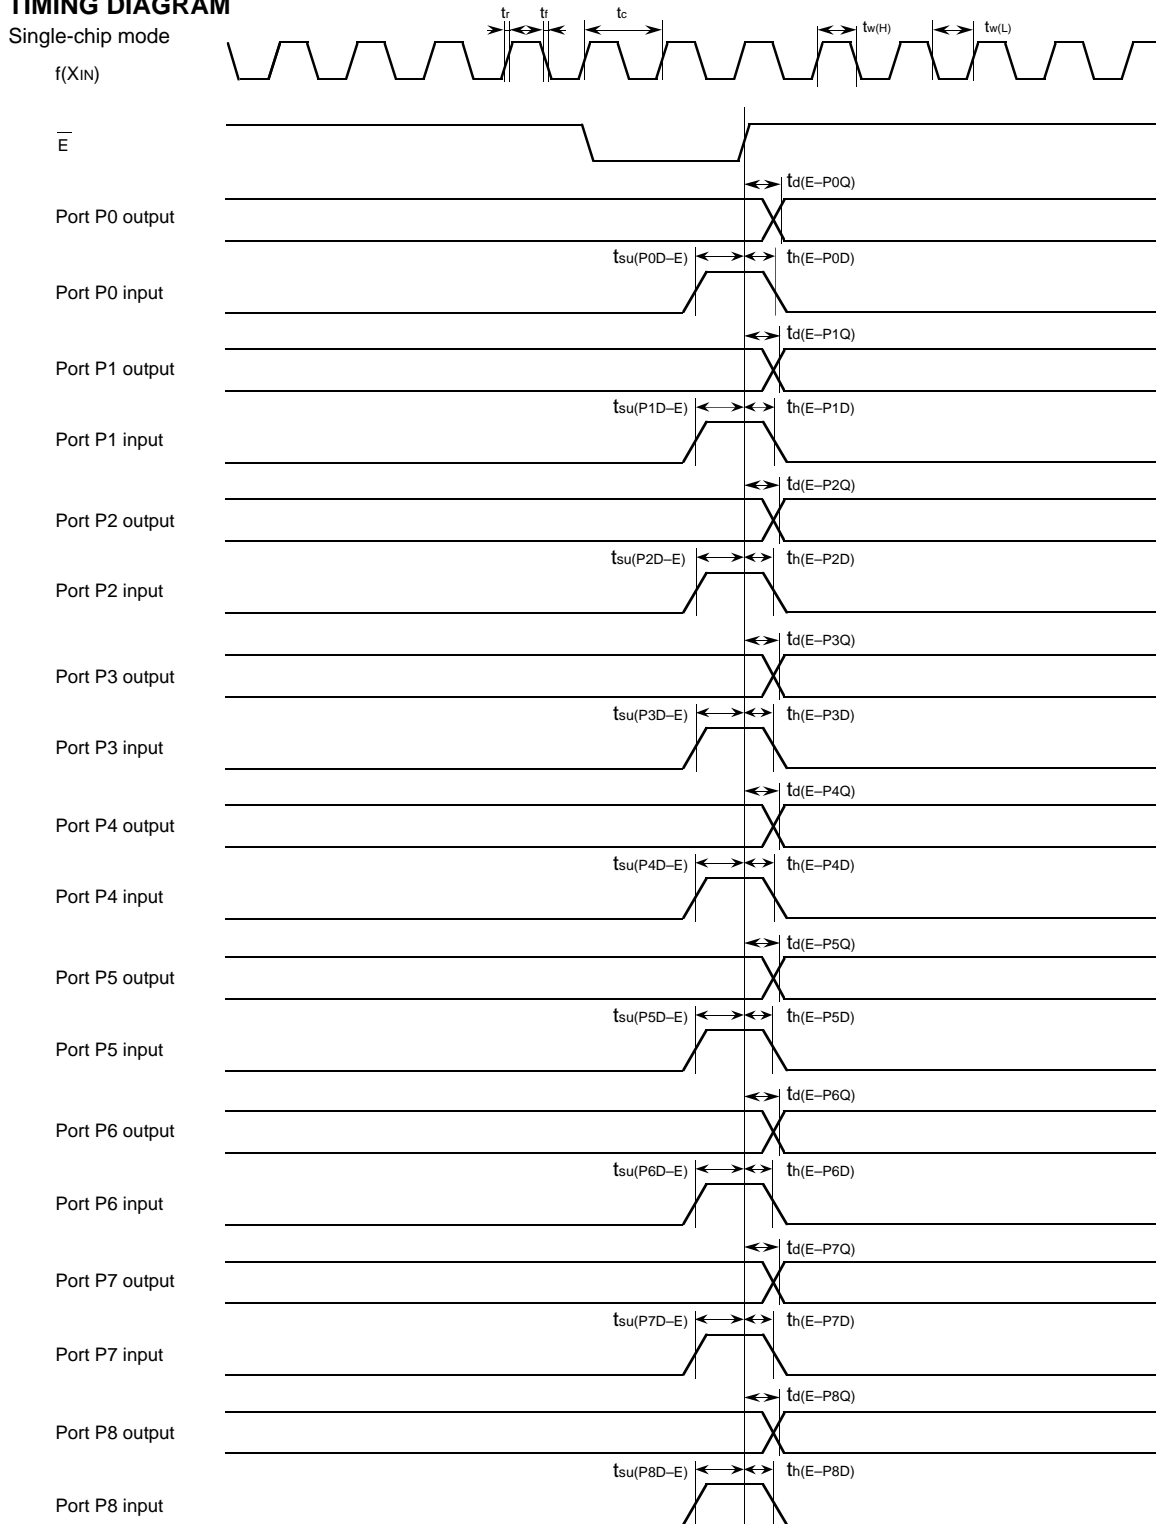 TIMING DIAGRAM
Single-chip mode
tr tf tc tw(H) tw(L)
f(XIN)
E
td(E–P0Q)
Port P0 output
tsu(P0D–E) th(E–P0D)
Port P0 input
td(E–P1Q)
Port P1 output
tsu(P1D–E) th(E–P1D)
Port P1 input
td(E–P2Q)
Port P2 output
tsu(P2D–E) th(E–P2D)
Port P2 input
td(E–P3Q)
Port P3 output
tsu(P3D–E) th(E–P3D)
Port P3 input
td(E–P4Q)
Port P4 output
tsu(P4D–E) th(E–P4D)
Port P4 input
td(E–P5Q)
Port P5 output
tsu(P5D–E) th(E–P5D)
Port P5 input
td(E–P6Q)
Port P6 output
tsu(P6D–E) th(E–P6D)
Port P6 input
td(E–P7Q)
Port P7 output
tsu(P7D–E) th(E–P7D)
Port P7 input
td(E–P8Q)
Port P8 output
tsu(P8D–E) th(E–P8D)
Port P8 input